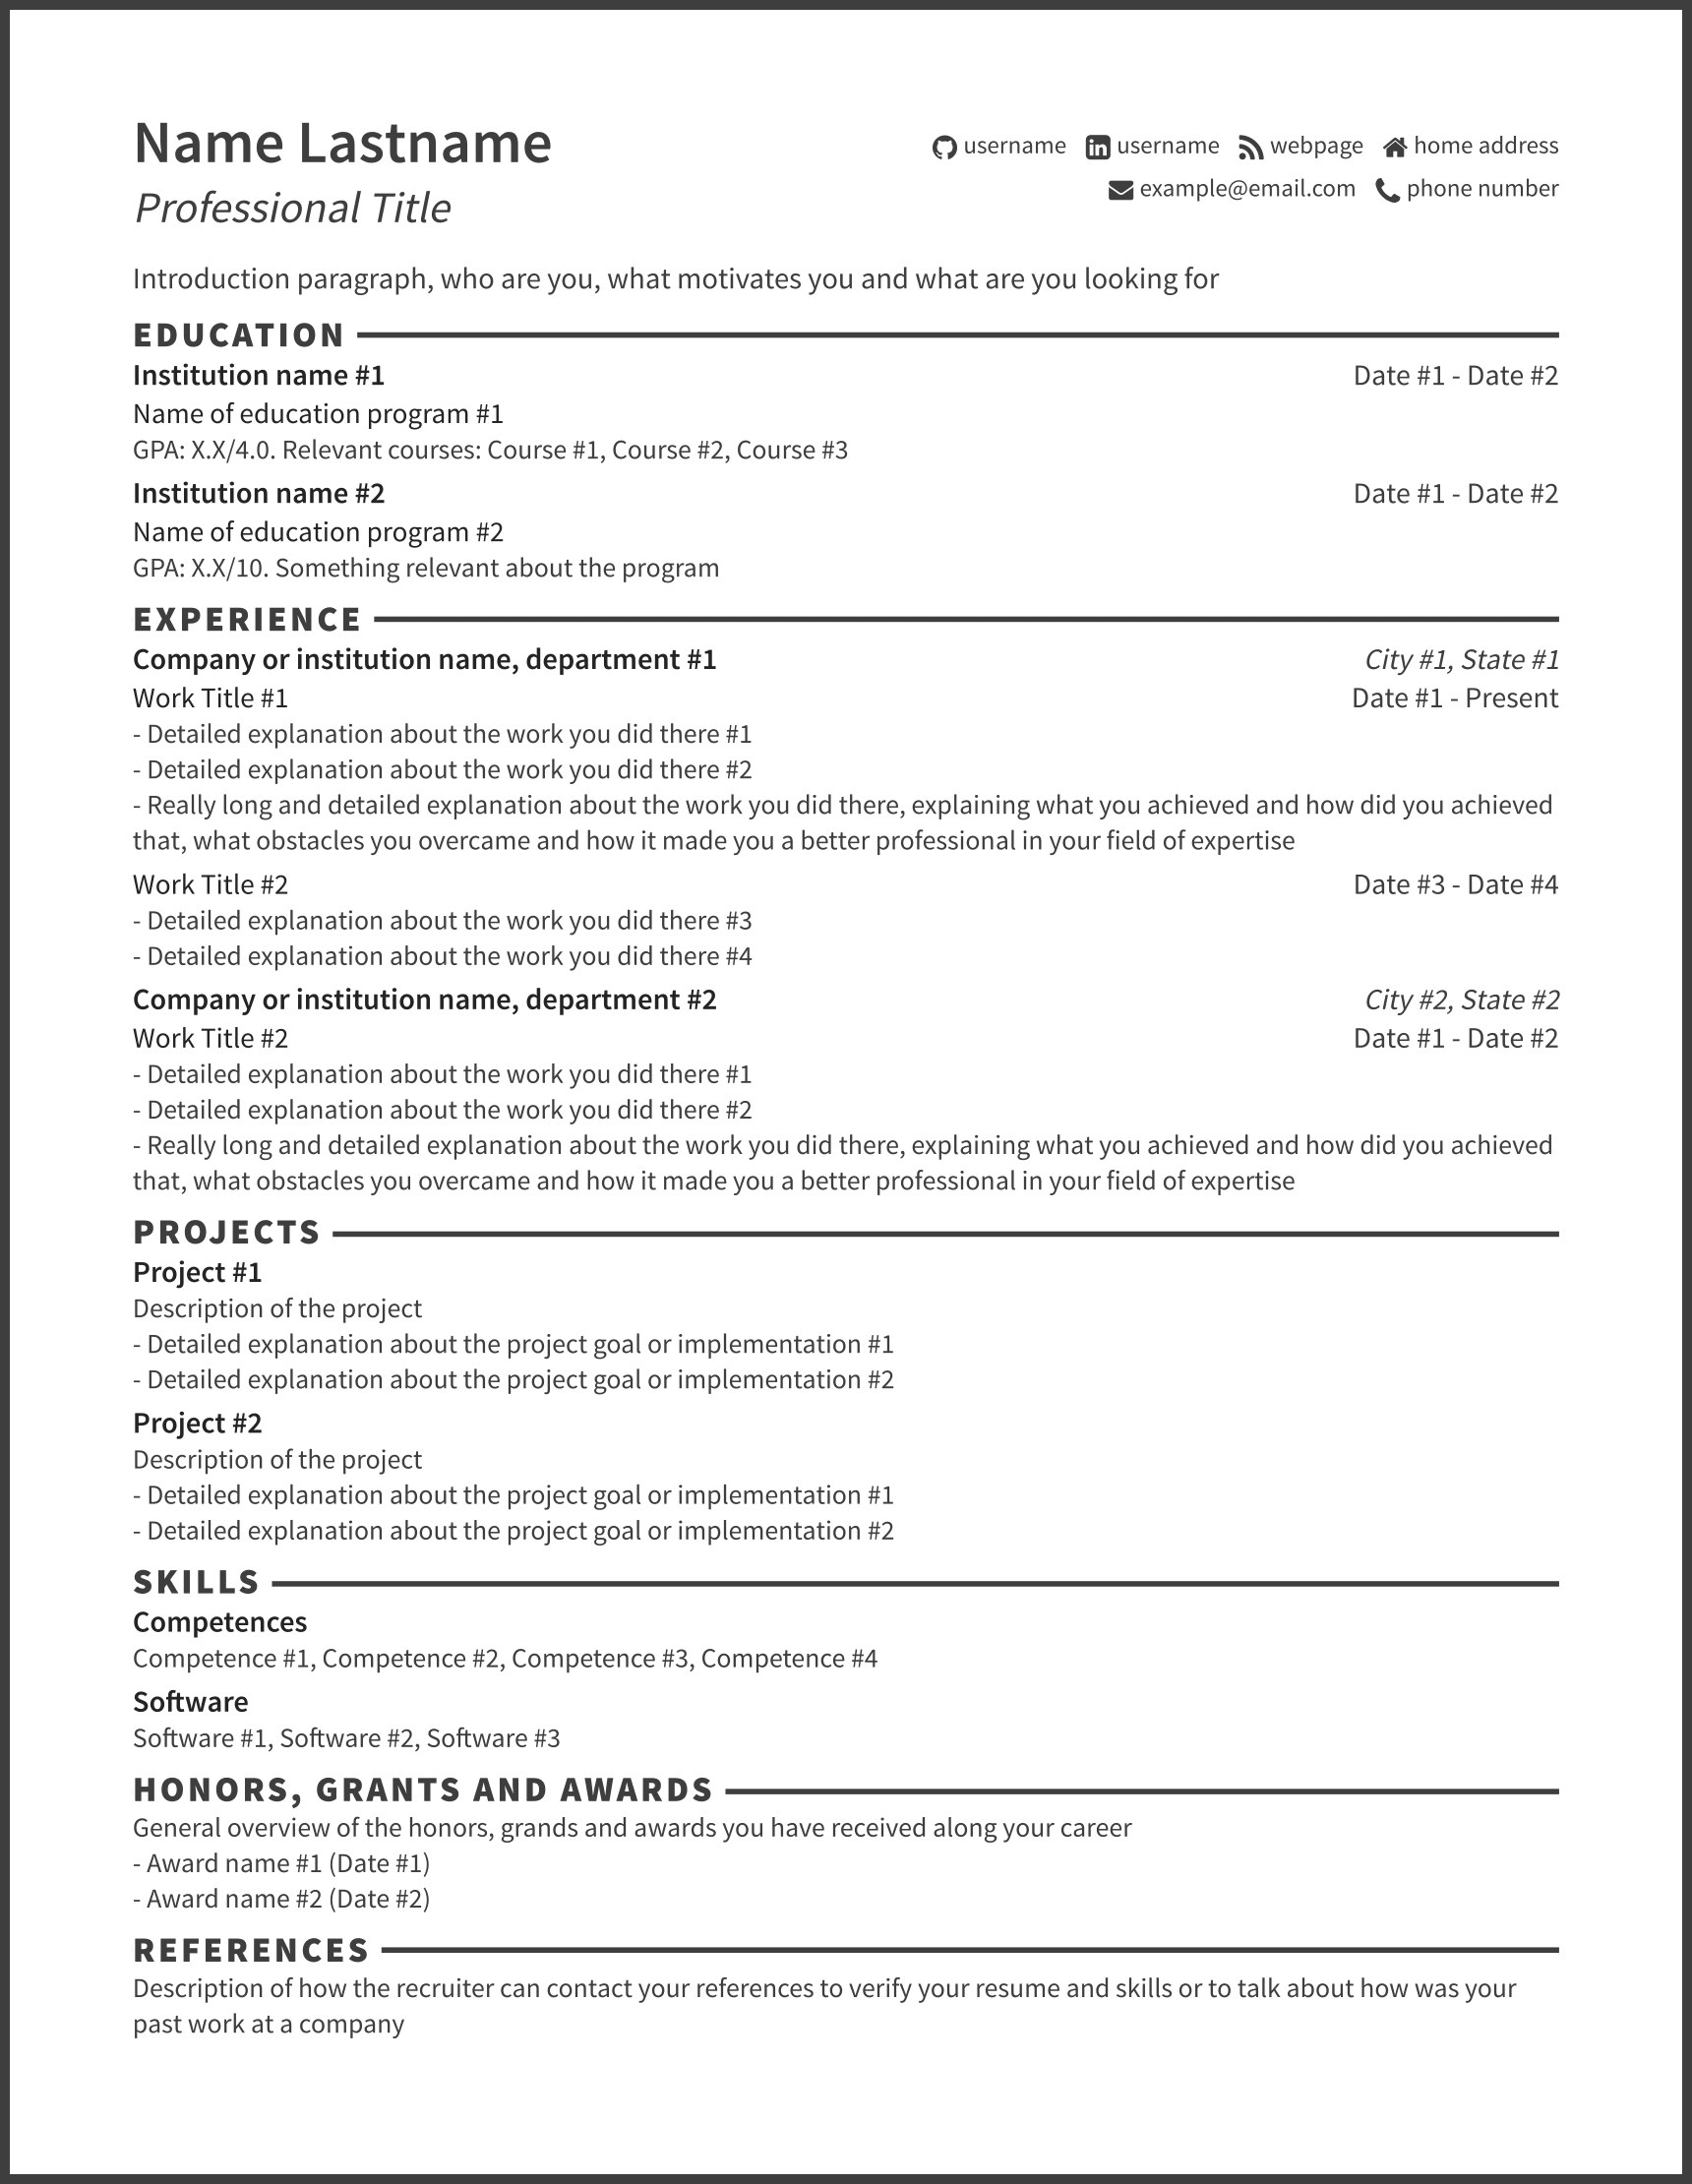 Name Lastname
username username webpage home address
Professional Title
example@email.com phone number
Introduction paragraph, who are you, what motivates you and what are you looking for
EDUCATION
Institution name #1 Date #1 - Date #2
Name of education program #1
GPA: X.X/4.0. Relevant courses: Course #1, Course #2, Course #3
Institution name #2 Date #1 - Date #2
Name of education program #2
GPA: X.X/10. Something relevant about the program
EXPERIENCE
Company or institution name, department #1 City #1, State #1
Work Title #1 Date #1 - Present
- Detailed explanation about the work you did there #1
- Detailed explanation about the work you did there #2
- Really long and detailed explanation about the work you did there, explaining what you achieved and how did you achieved
that, what obstacles you overcame and how it made you a better professional in your field of expertise
Work Title #2 Date #3 - Date #4
- Detailed explanation about the work you did there #3
- Detailed explanation about the work you did there #4
Company or institution name, department #2 City #2, State #2
Work Title #2 Date #1 - Date #2
- Detailed explanation about the work you did there #1
- Detailed explanation about the work you did there #2
- Really long and detailed explanation about the work you did there, explaining what you achieved and how did you achieved
that, what obstacles you overcame and how it made you a better professional in your field of expertise
PROJECTS
Project #1
Description of the project
- Detailed explanation about the project goal or implementation #1
- Detailed explanation about the project goal or implementation #2
Project #2
Description of the project
- Detailed explanation about the project goal or implementation #1
- Detailed explanation about the project goal or implementation #2
SKILLS
Competences
Competence #1, Competence #2, Competence #3, Competence #4
Software
Software #1, Software #2, Software #3
HONORS, GRANTS AND AWARDS
General overview of the honors, grands and awards you have received along your career
- Award name #1 (Date #1)
- Award name #2 (Date #2)
REFERENCES
Description of how the recruiter can contact your references to verify your resume and skills or to talk about how was your
past work at a company